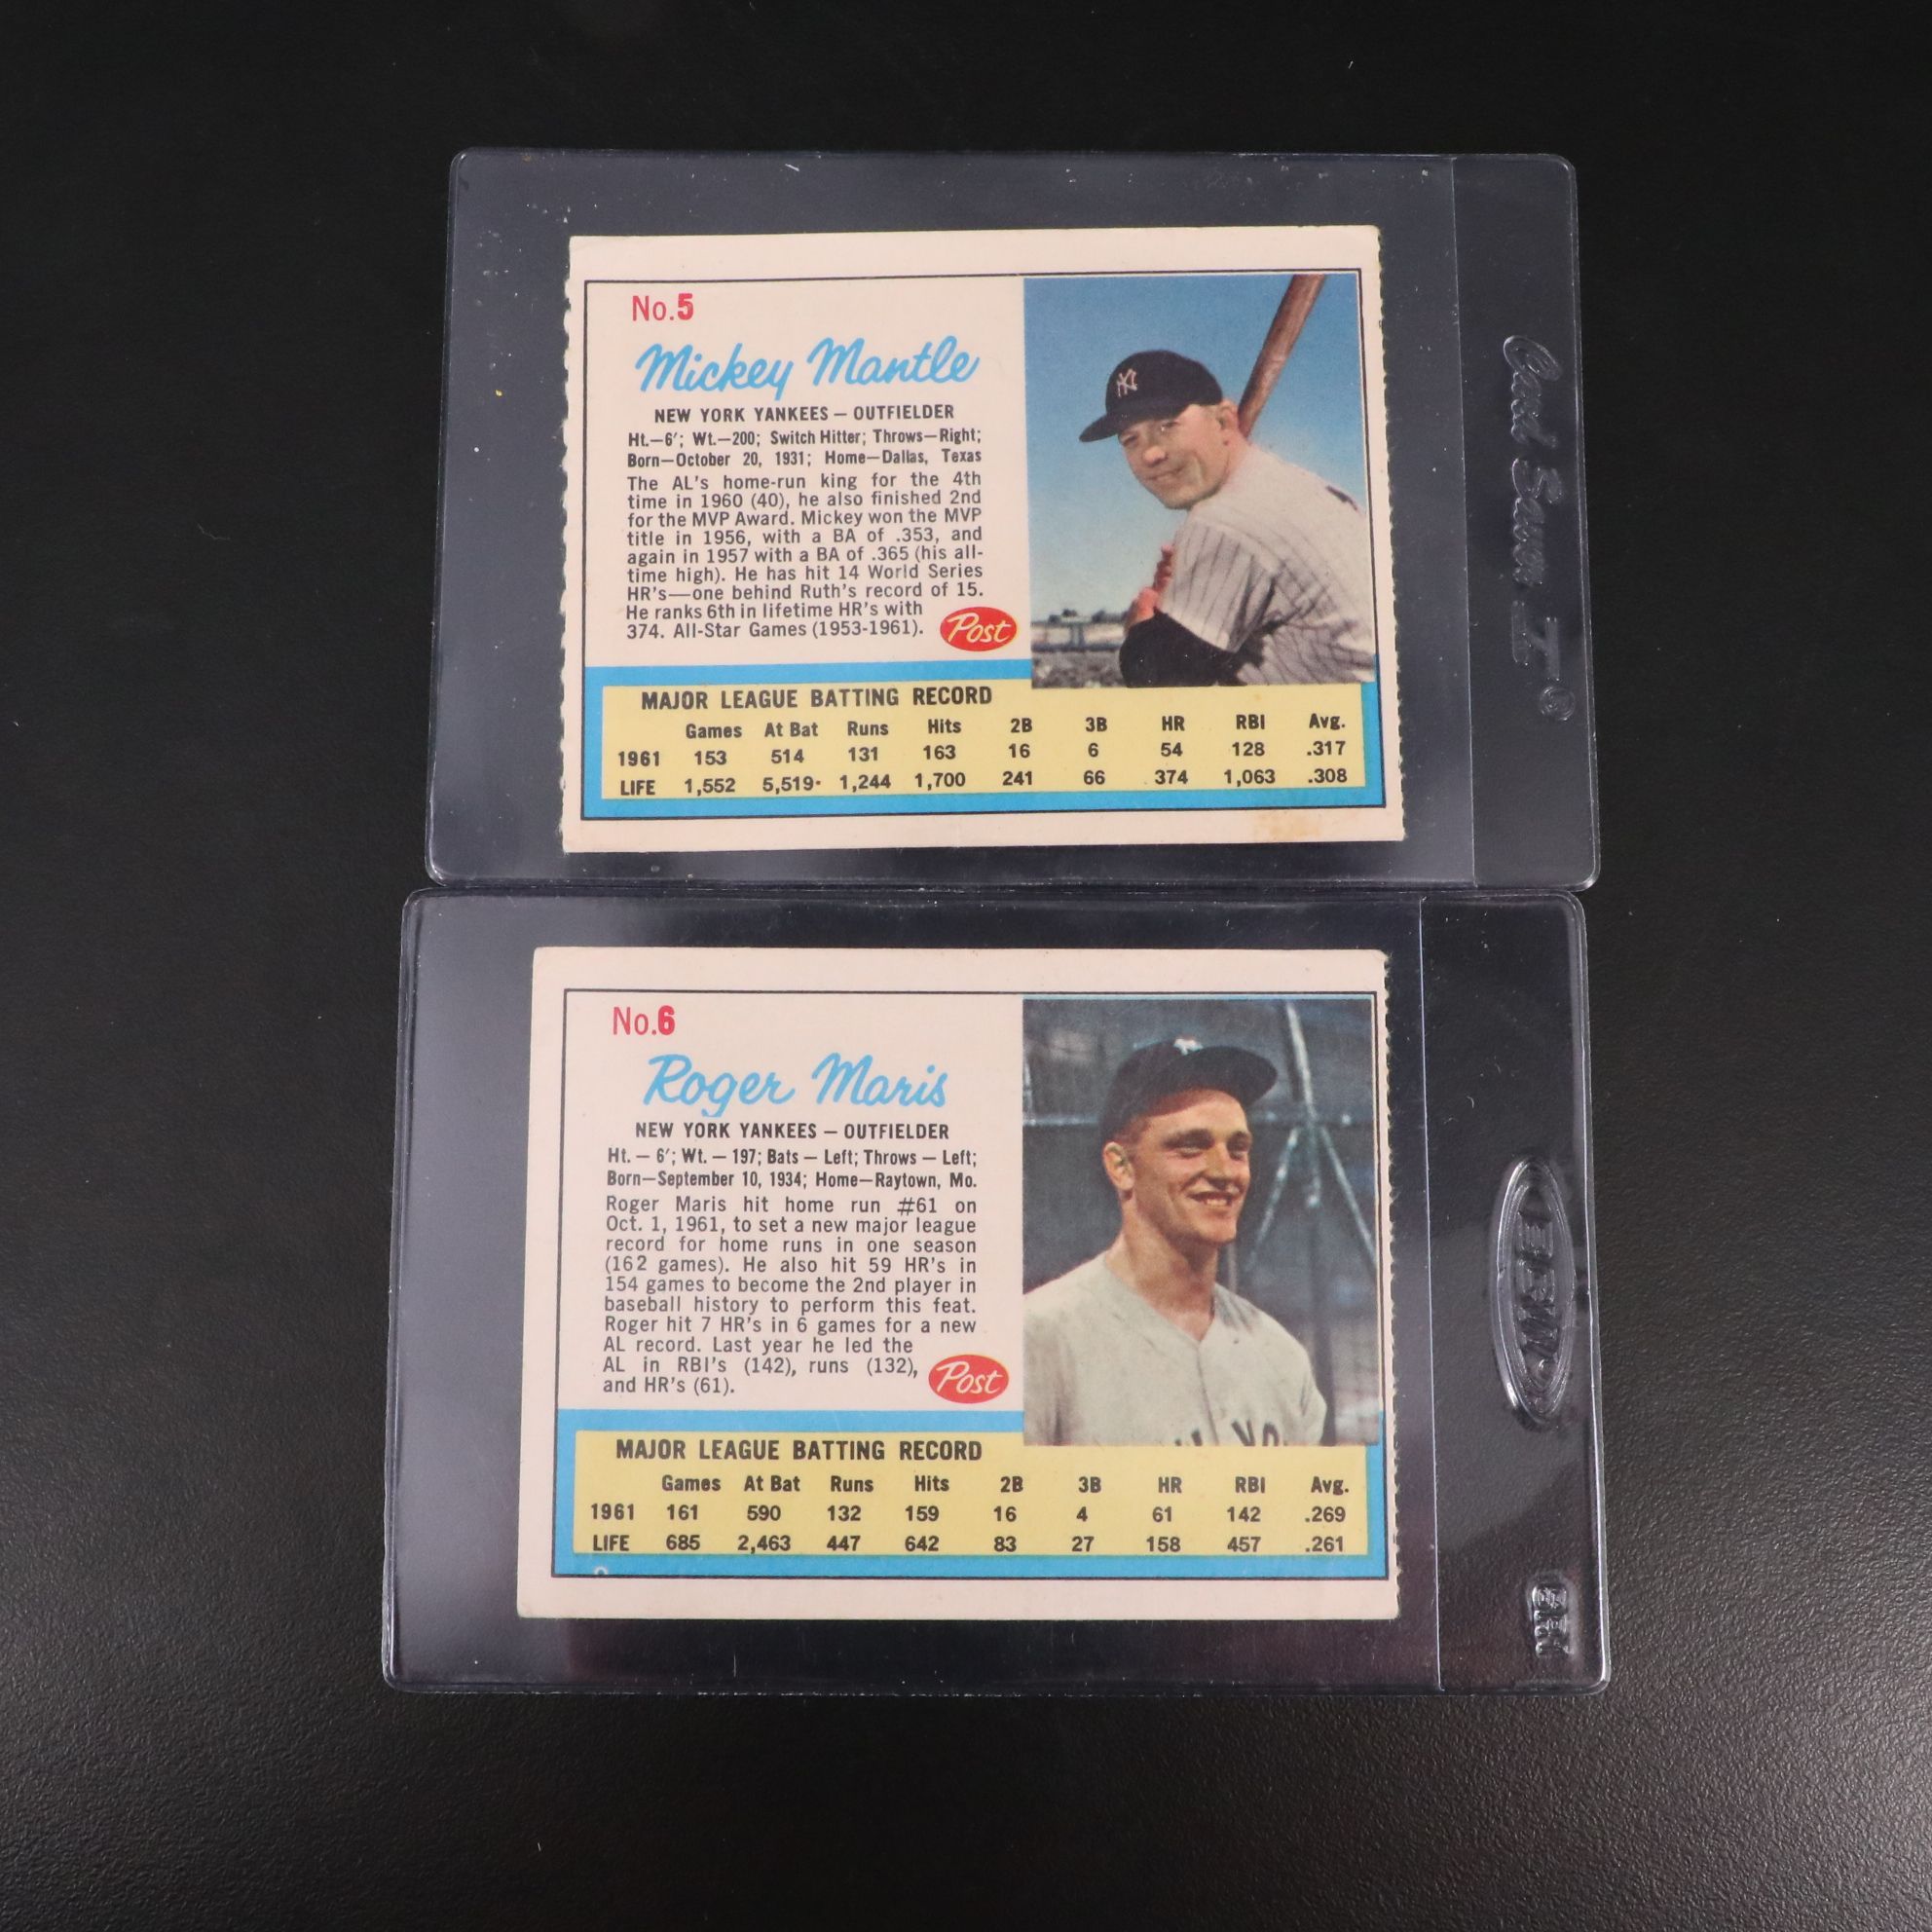 No.5
Mickey Mantle
NEW YORK YANKEES – OUTFIELDER
Ht.–6'; Wt.–200; Switch Hitter; Throws–Right;
Born–October 20, 1931; Home–Dallas, Texas
The AL's home-run king for the 4th
time in 1960 (40), he also finished 2nd
for the MVP Award. Mickey won the MVP
title in 1956, with a BA of .353, and
again in 1957 with a BA of .365 (his all-
time high). He has hit 14 World Series
HR's—one behind Ruth's record of 15.
He ranks 6th in lifetime HR's with
374. All-Star Games (1953-1961).
Post
MAJOR LEAGUE BATTING RECORD
Games At Bat Runs Hits 2B 3B HR RBI Avg.
1961 153 514 131 163 16 6 54 128 .317
LIFE 1,552 5,519 1,244 1,700 241 66 374 1,063 .308
Card Saver II ®
No.6
Roger Maris
NEW YORK YANKEES – OUTFIELDER
Ht. – 6'; Wt. – 197; Bats – Left; Throws – Left;
Born–September 10, 1934; Home–Raytown, Mo.
Roger Maris hit home run #61 on
Oct. 1, 1961, to set a new major league
record for home runs in one season
(162 games). He also hit 59 HR's in
154 games to become the 2nd player in
baseball history to perform this feat.
Roger hit 7 HR's in 6 games for a new
AL record. Last year he led the
AL in RBI's (142), runs (132),
and HR's (61).
Post
MAJOR LEAGUE BATTING RECORD
Games At Bat Runs Hits 2B 3B HR RBI Avg.
1961 161 590 132 159 16 4 61 142 .269
LIFE 685 2,463 447 642 83 27 158 457 .261